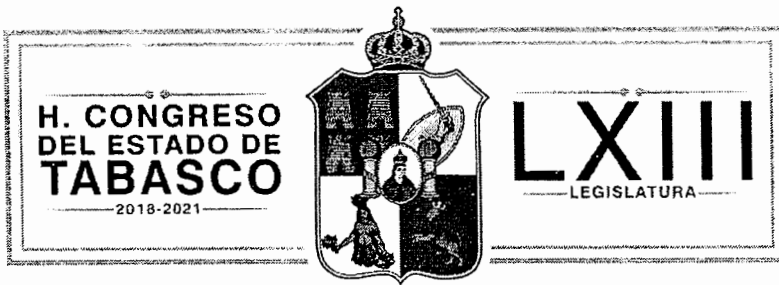 H. CONGRESO
DEL ESTADO DE
TABASCO
2018-2021
LXIII
LEGISLATURA